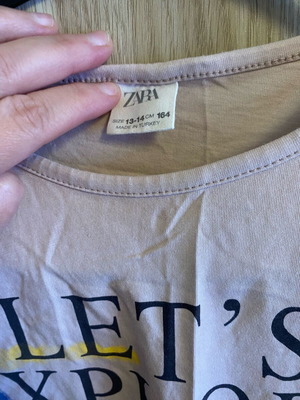 ZARA
SIZE 13-14 CM 164
MADE IN TURKEY
LET'S